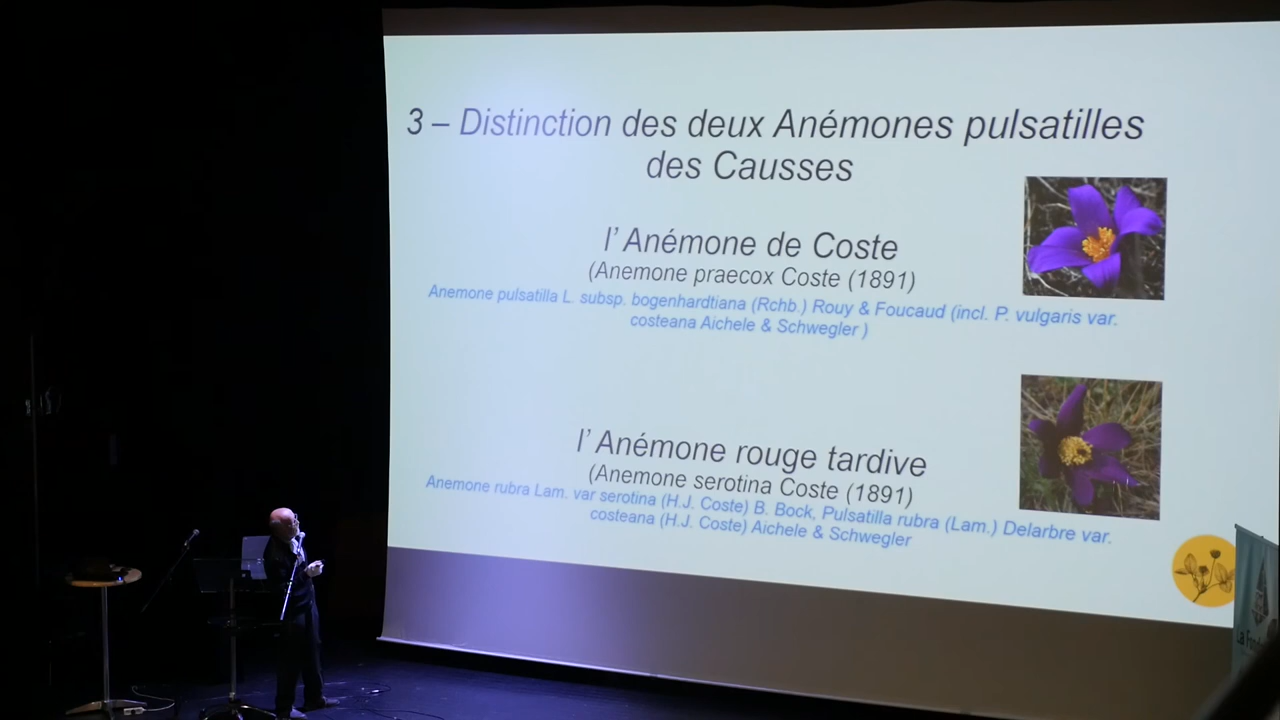 3 – Distinction des deux Anémones pulsatilles
des Causses
l’ Anémone de Coste
(Anemone praecox Coste (1891)
Anemone pulsatilla L. subsp. bogenhardtiana (Rchb.) Rouy & Foucaud (incl. P. vulgaris var.
costeana Aichele & Schwegler )
l’ Anémone rouge tardive
(Anemone serotina Coste (1891)
Anemone rubra Lam. var serotina (H.J. Coste) B. Bock, Pulsatilla rubra (Lam.) Delarbre var.
costeana (H.J. Coste) Aichele & Schwegler
La